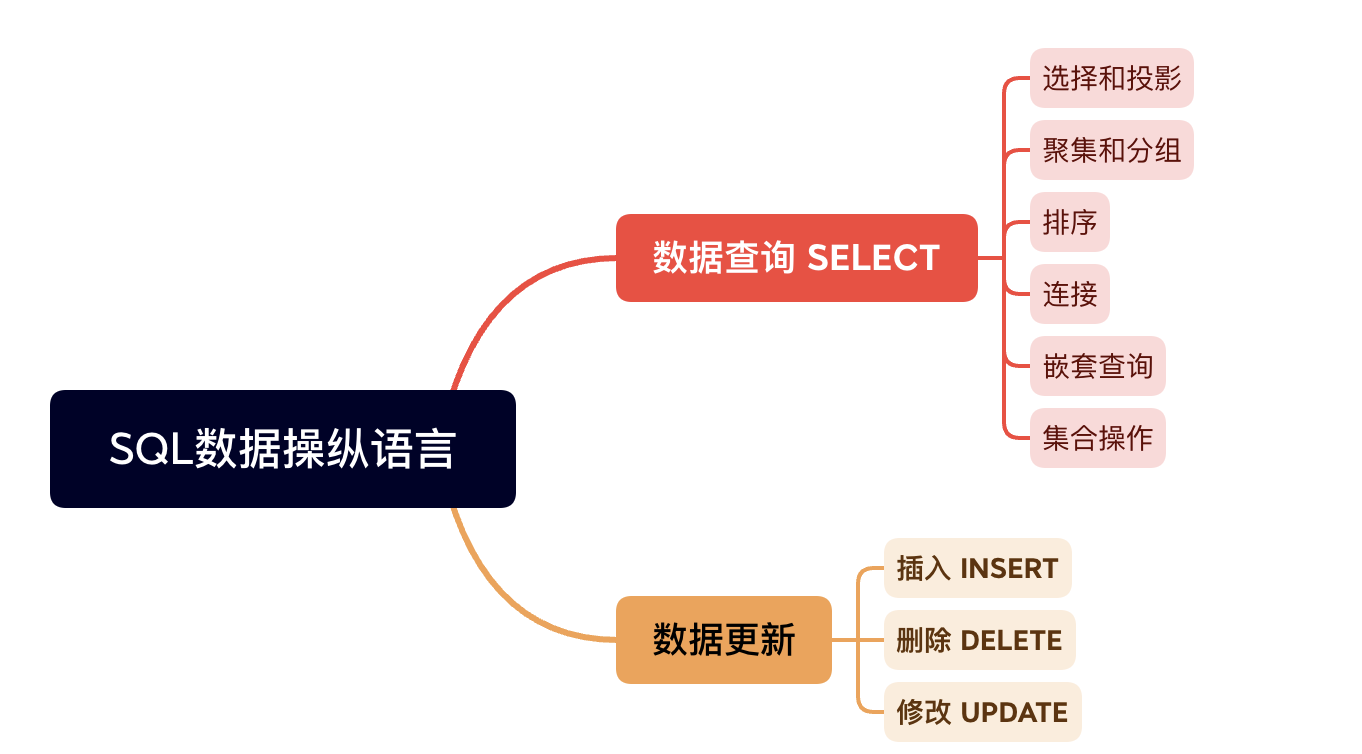 SQL数据操纵语言
数据查询 SELECT
选择和投影
聚集和分组
排序
连接
嵌套查询
集合操作
数据更新
插入 INSERT
删除 DELETE
修改 UPDATE